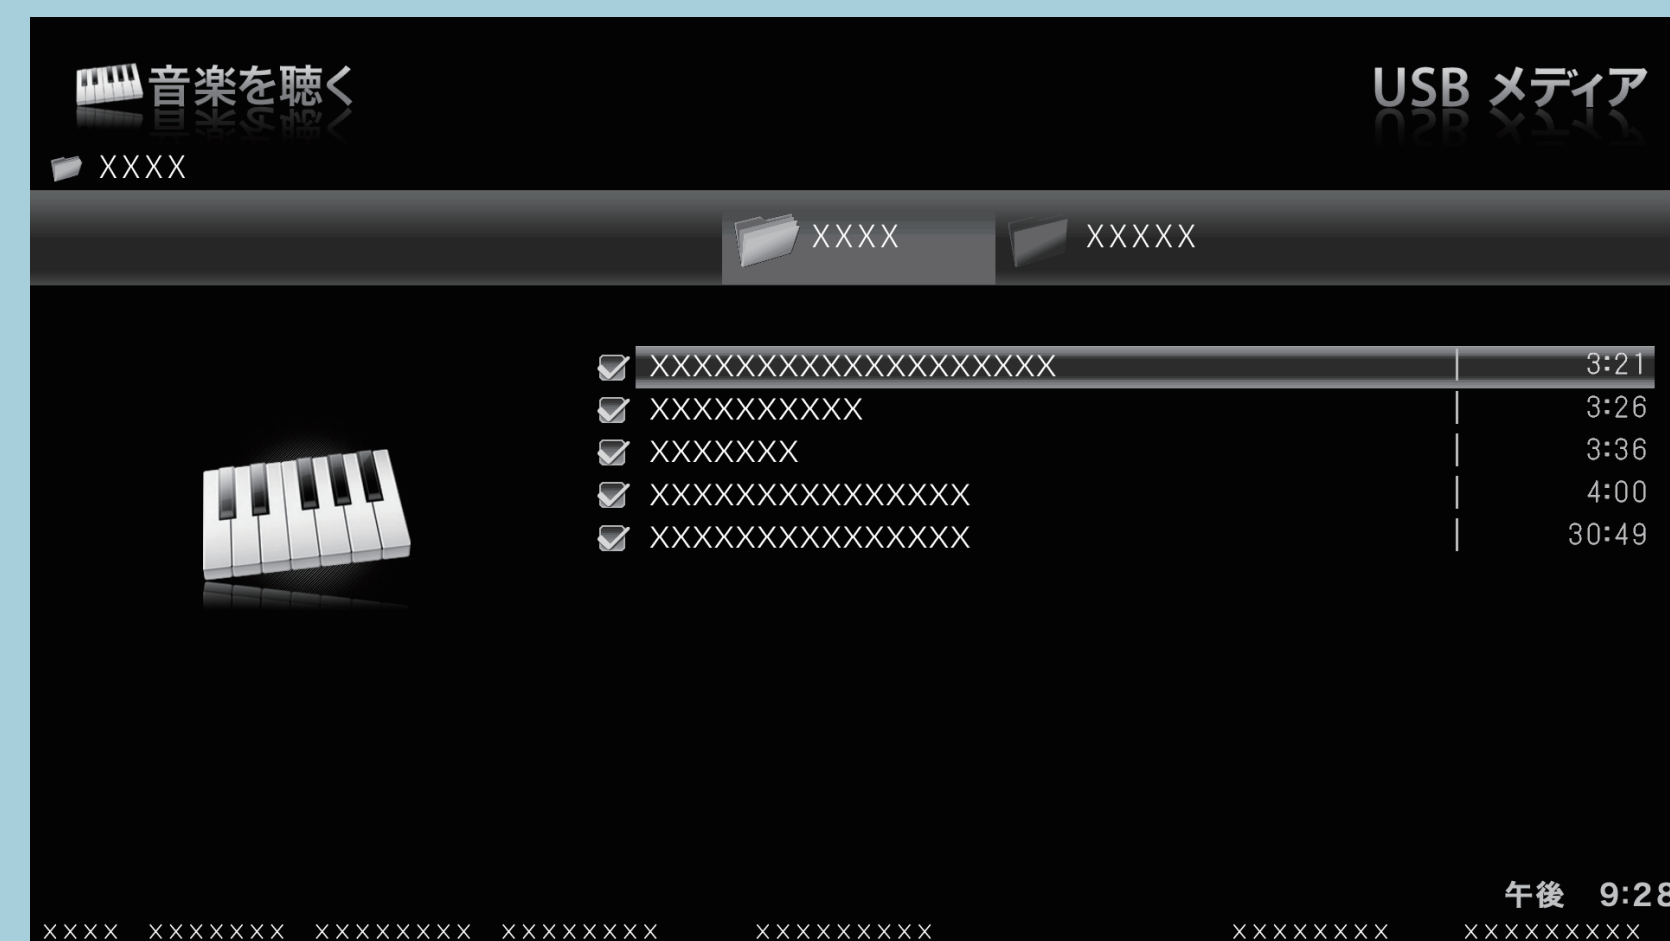 音楽を聴く
USB メディア
XXXX
XXXX XXXXX
XXXXXXXXXXXXXXXXXXX | 3:21
XXXXXXXXXX | 3:26
XXXXXXX | 3:36
XXXXXXXXXXXXXXX | 4:00
XXXXXXXXXXXXXXX | 30:49
午後 9:28
XXXX XXXXXXX XXXXXXXX XXXXXXXX XXXXXXXXX XXXXXXXX XXXXXXXXX